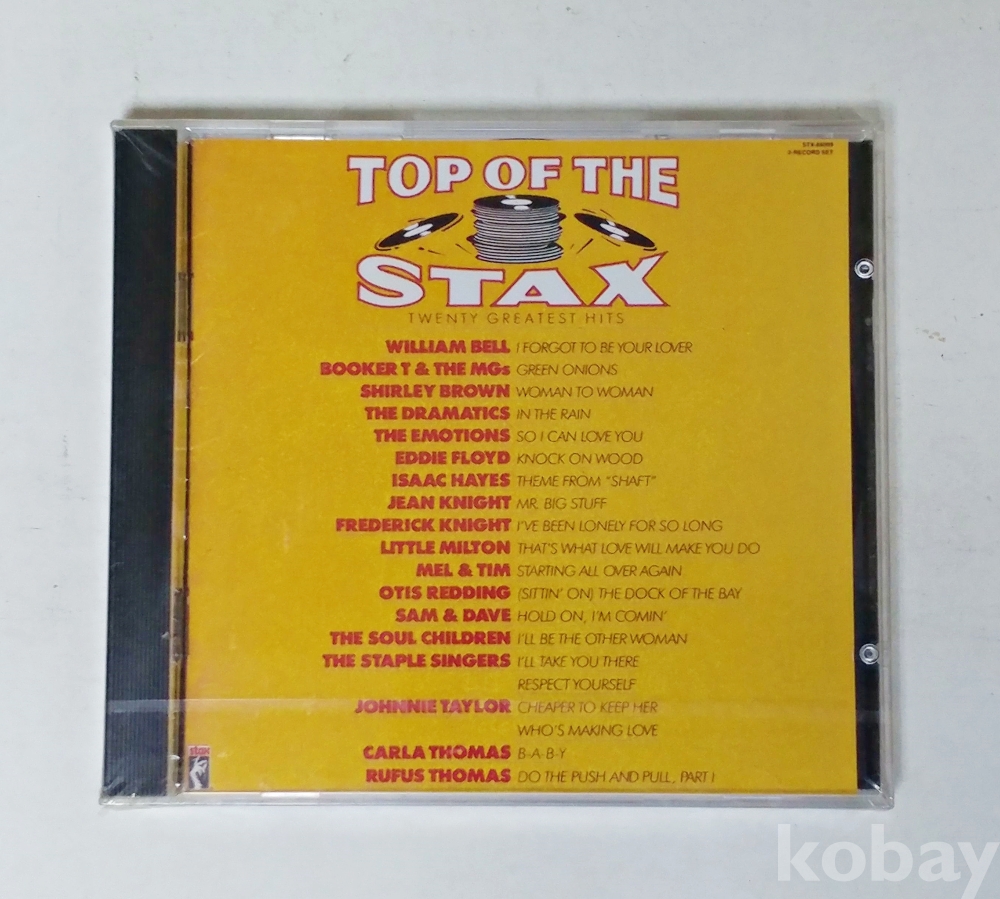 STX-88005
2-RECORD SET
TOP OF THE
STAX
TWENTY GREATEST HITS
WILLIAM BELL I FORGOT TO BE YOUR LOVER
BOOKER T & THE MGs GREEN ONIONS
SHIRLEY BROWN WOMAN TO WOMAN
THE DRAMATICS IN THE RAIN
THE EMOTIONS SO I CAN LOVE YOU
EDDIE FLOYD KNOCK ON WOOD
ISAAC HAYES THEME FROM "SHAFT"
JEAN KNIGHT MR. BIG STUFF
FREDERICK KNIGHT I'VE BEEN LONELY FOR SO LONG
LITTLE MILTON THAT'S WHAT LOVE WILL MAKE YOU DO
MEL & TIM STARTING ALL OVER AGAIN
OTIS REDDING (SITTIN' ON) THE DOCK OF THE BAY
SAM & DAVE HOLD ON, I'M COMIN'
THE SOUL CHILDREN I'LL BE THE OTHER WOMAN
THE STAPLE SINGERS I'LL TAKE YOU THERE
RESPECT YOURSELF
JOHNNIE TAYLOR CHEAPER TO KEEP HER
WHO'S MAKING LOVE
CARLA THOMAS B-A-B-Y
RUFUS THOMAS DO THE PUSH AND PULL, PART I
stax
kobay